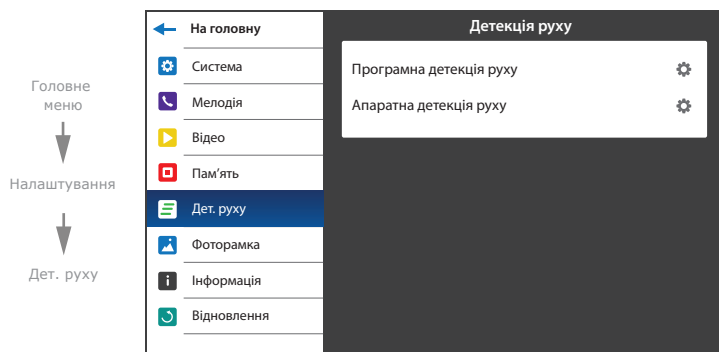 Головне
меню
Налаштування
Дет. руху
На головну
Система
Мелодія
Відео
Пам’ять
Дет. руху
Фоторамка
Інформація
Відновлення
Детекція руху
Програмна детекція руху
Апаратна детекція руху